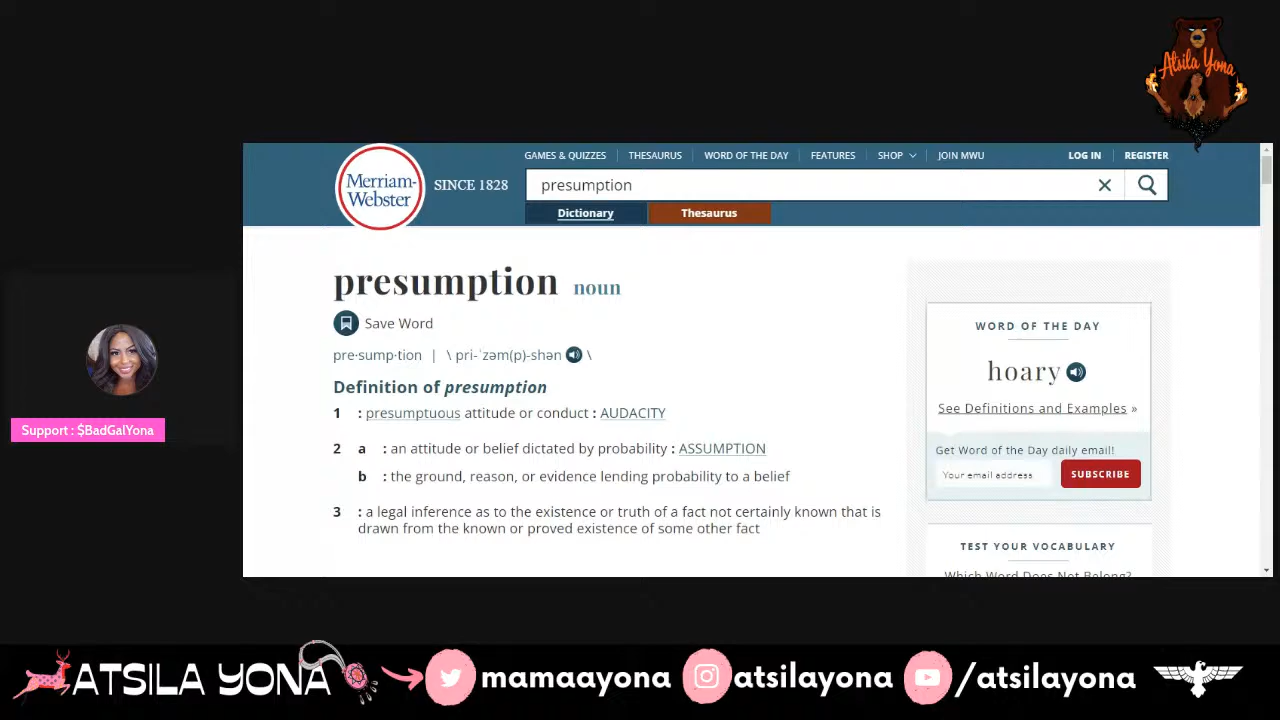 Atsila Yona
GAMES & QUIZZES THESAURUS WORD OF THE DAY FEATURES SHOP JOIN MWU LOG IN REGISTER
Merriam-
Webster
SINCE 1828
presumption
Dictionary Thesaurus
presumption noun
Save Word
pre·sump·tion | \ pri-ˈzəm(p)-shən \
Definition of presumption
1 : presumptuous attitude or conduct : AUDACITY
2 a : an attitude or belief dictated by probability : ASSUMPTION
b : the ground, reason, or evidence lending probability to a belief
3 : a legal inference as to the existence or truth of a fact not certainly known that is
drawn from the known or proved existence of some other fact
WORD OF THE DAY
hoary
See Definitions and Examples »
Get Word of the Day daily email!
Your email address SUBSCRIBE
TEST YOUR VOCABULARY
Which Word Does Not Belong?
Support : $BadGalYona
ATSILA YONA mamaayona atsilayona /atsilayona